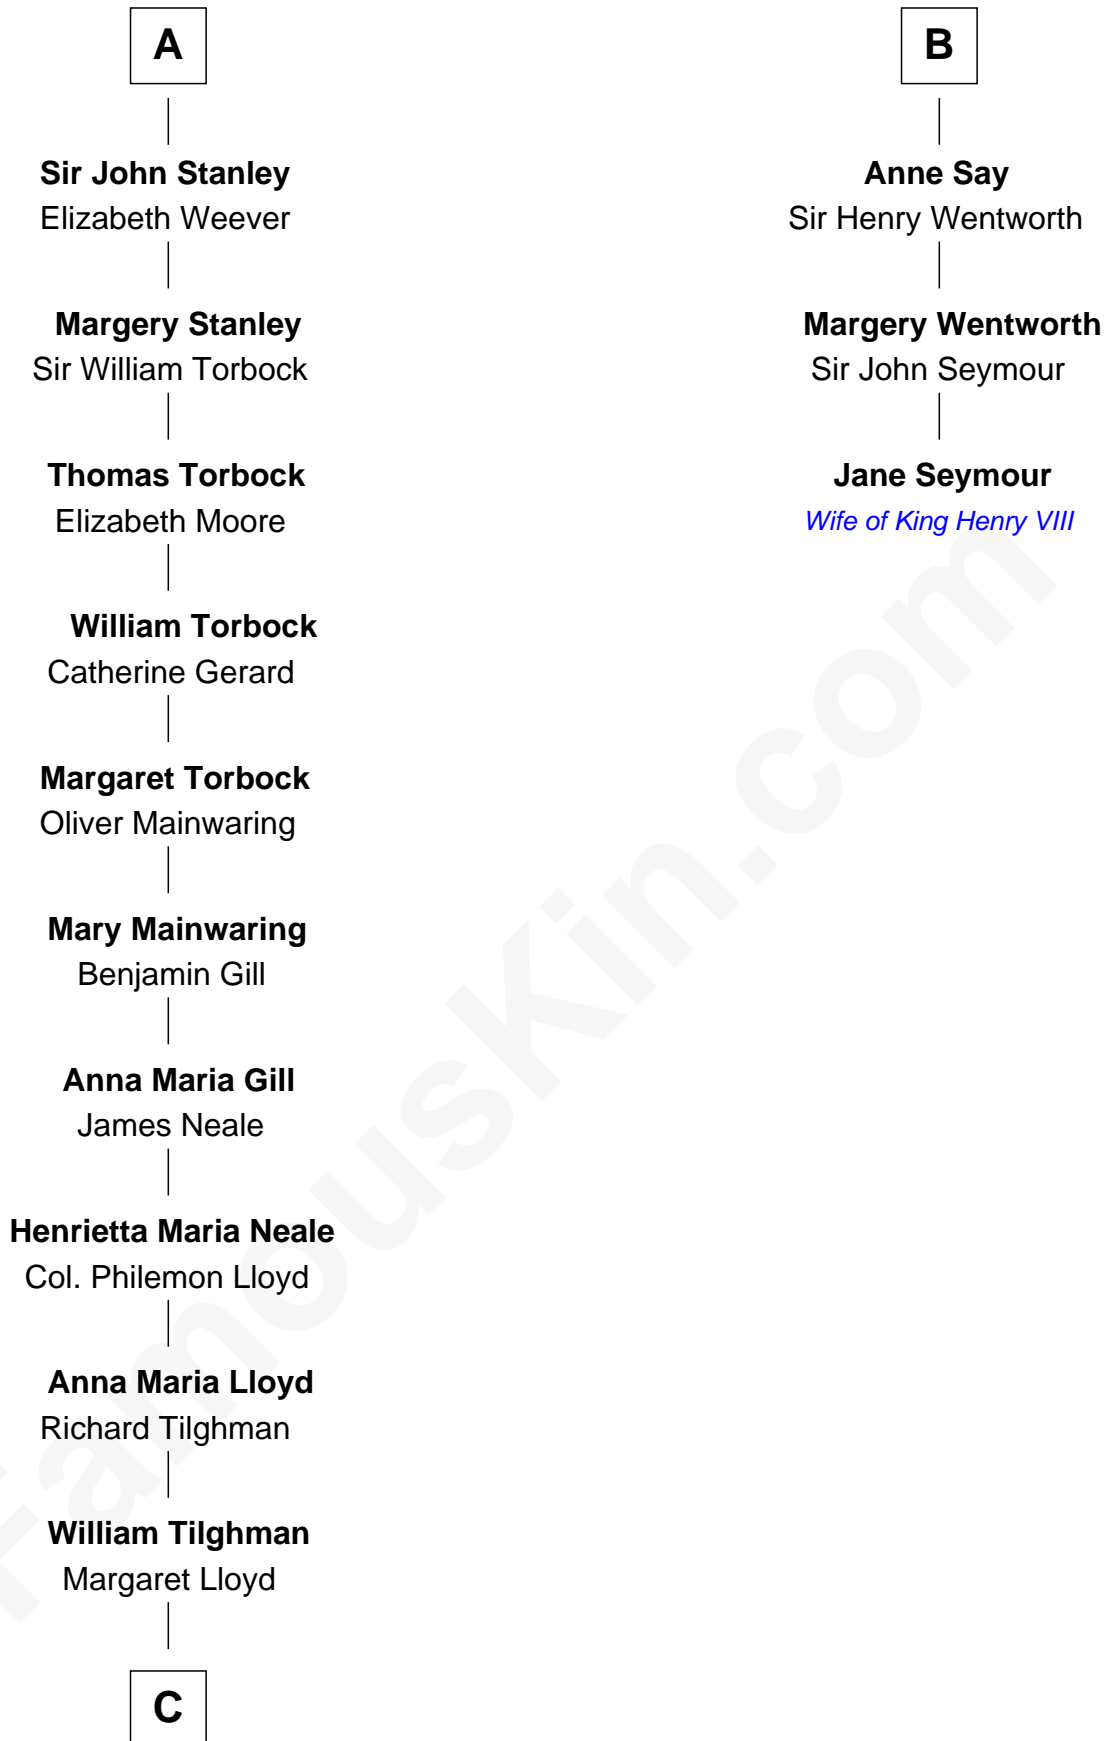 A
Sir John Stanley
Elizabeth Weever
Margery Stanley
Sir William Torbock
Thomas Torbock
Elizabeth Moore
William Torbock
Catherine Gerard
Margaret Torbock
Oliver Mainwaring
Mary Mainwaring
Benjamin Gill
Anna Maria Gill
James Neale
Henrietta Maria Neale
Col. Philemon Lloyd
Anna Maria Lloyd
Richard Tilghman
William Tilghman
Margaret Lloyd
C
B
Anne Say
Sir Henry Wentworth
Margery Wentworth
Sir John Seymour
Jane Seymour
Wife of King Henry VIII
FamousKin.com